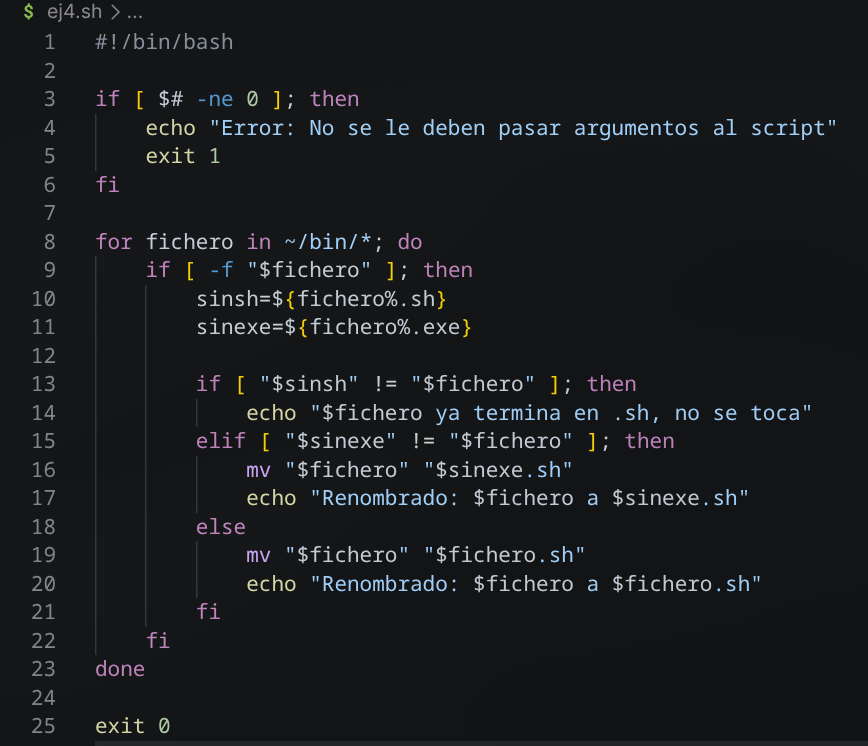 $ ej4.sh > ...
1 #!/bin/bash
2
3 if [ $# -ne 0 ]; then
4     echo "Error: No se le deben pasar argumentos al script"
5     exit 1
6 fi
7
8 for fichero in ~/bin/*; do
9     if [ -f "$fichero" ]; then
10         sinsh=${fichero%.sh}
11         sinexe=${fichero%.exe}
12
13         if [ "$sinsh" != "$fichero" ]; then
14             echo "$fichero ya termina en .sh, no se toca"
15         elif [ "$sinexe" != "$fichero" ]; then
16             mv "$fichero" "$sinexe.sh"
17             echo "Renombrado: $fichero a $sinexe.sh"
18         else
19             mv "$fichero" "$fichero.sh"
20             echo "Renombrado: $fichero a $fichero.sh"
21         fi
22     fi
23 done
24
25 exit 0